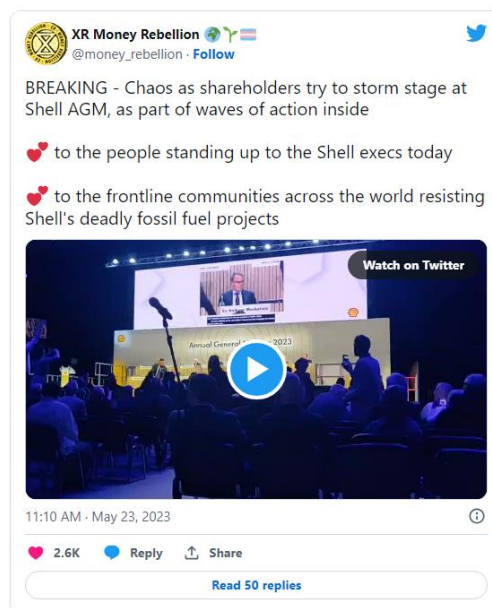 XR Money Rebellion
@money_rebellion · Follow
BREAKING - Chaos as shareholders try to storm stage at
Shell AGM, as part of waves of action inside
💕 to the people standing up to the Shell execs today
💕 to the frontline communities across the world resisting
Shell's deadly fossil fuel projects
Watch on Twitter
Annual General 2023
11:10 AM · May 23, 2023
2.6K Reply Share
Read 50 replies